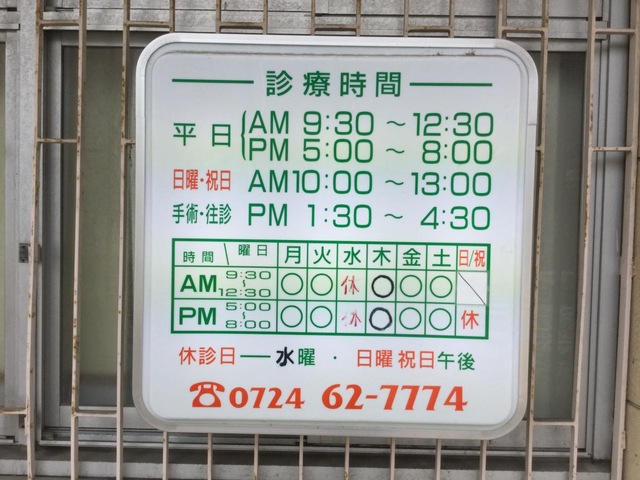 診療時間
平日 AM 9:30 ～ 12:30
PM 5:00 ～ 8:00
日曜・祝日 AM10:00 ～ 13:00
手術・往診 PM 1:30 ～ 4:30
時間 \ 曜日 月 火 水 木 金 土 日/祝
AM 9:30 ～ 12:30 ○ ○ 休 ○ ○ ○ \
PM 5:00 ～ 8:00 ○ ○ 休 ○ ○ ○ 休
休診日 — 水曜 ・ 日曜祝日午後
☎0724 62-7774